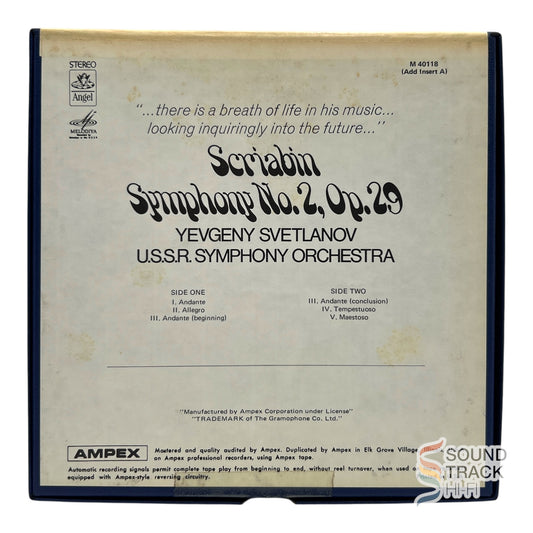 STEREO
Angel
MELODIYA
M 40118
(Add Insert A)
"...there is a breath of life in his music...
looking inquiringly into the future..."
Scriabin
Symphony No. 2, Op. 29
YEVGENY SVETLANOV
U.S.S.R. SYMPHONY ORCHESTRA
SIDE ONE
I. Andante
II. Allegro
III. Andante (beginning)
SIDE TWO
III. Andante (conclusion)
IV. Tempestuoso
V. Maestoso
"Manufactured by Ampex Corporation under License"
"TRADEMARK of The Gramophone Co. Ltd."
AMPEX
Mastered and quality audited by Ampex. Duplicated by Ampex in Elk Grove Village,
on Ampex professional recorders, using Ampex tape.
Automatic recording signals permit complete tape play from beginning to end, without reel turnover, when used
equipped with Ampex-style reversing circuitry.
SOUND
TRACK
HIFI